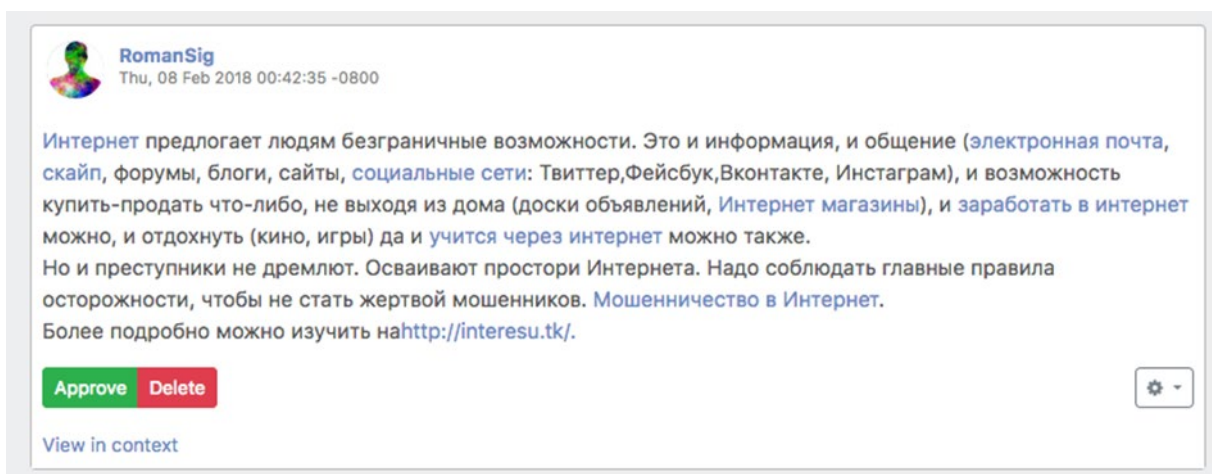 RomanSig
Thu, 08 Feb 2018 00:42:35 -0800
Интернет предлогает людям безграничные возможности. Это и информация, и общение (электронная почта,
скайп, форумы, блоги, сайты, социальные сети: Твиттер,Фейсбук,Вконтакте, Инстаграм), и возможность
купить-продать что-либо, не выходя из дома (доски объявлений, Интернет магазины), и заработать в интернет
можно, и отдохнуть (кино, игры) да и учится через интернет можно также.
Но и преступники не дремлют. Осваивают простори Интернета. Надо соблюдать главные правила
осторожности, чтобы не стать жертвой мошенников. Мошенничество в Интернет.
Более подробно можно изучить наhttp://interesu.tk/.
Approve Delete
View in context